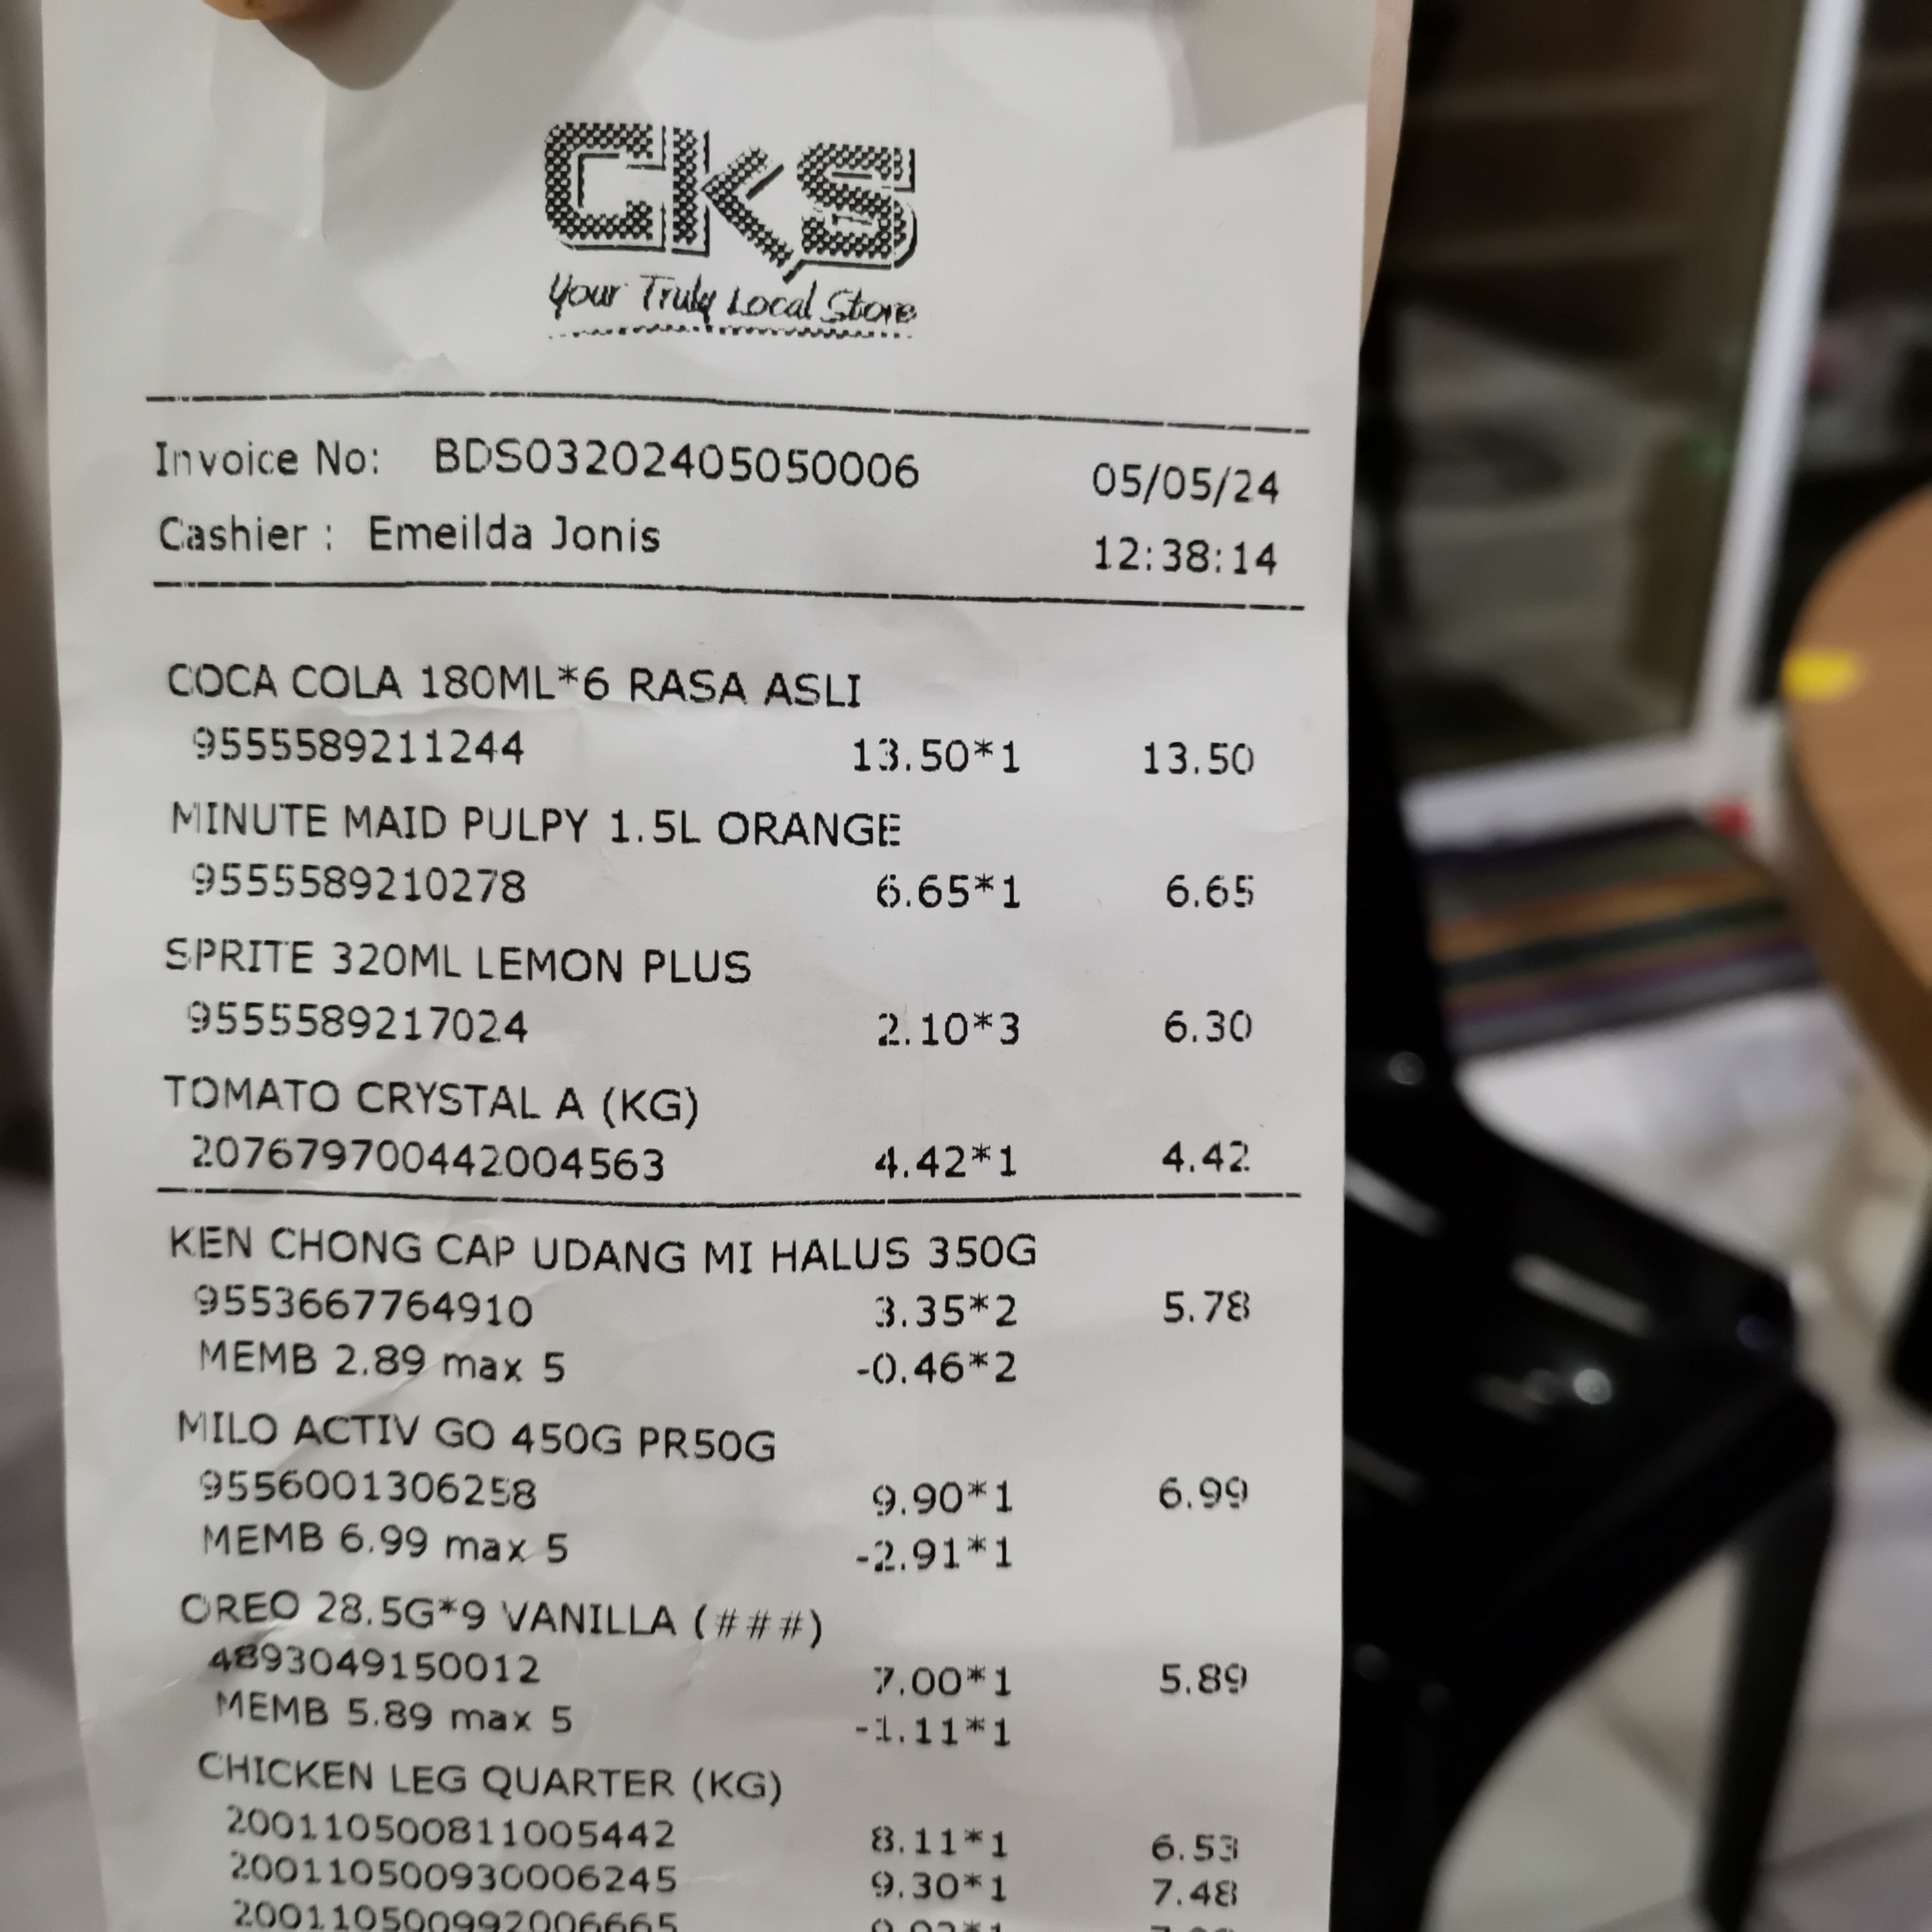 CKS
Your Truly Local Store
Invoice No: BDS03202405050006 05/05/24
Cashier : Emeilda Jonis 12:38:14
COCA COLA 180ML*6 RASA ASLI
9555589211244 13.50*1 13.50
MINUTE MAID PULPY 1.5L ORANGE
9555589210278 6.65*1 6.65
SPRITE 320ML LEMON PLUS
9555589217024 2.10*3 6.30
TOMATO CRYSTAL A (KG)
207679700442004563 4.42*1 4.42
KEN CHONG CAP UDANG MI HALUS 350G
9553667764910 3.35*2 5.78
MEMB 2.89 max 5 -0.46*2
MILO ACTIV GO 450G PR50G
9556001306258 9.90*1 6.99
MEMB 6.99 max 5 -2.91*1
OREO 28.5G*9 VANILLA (###)
4893049150012 7.00*1 5.89
MEMB 5.89 max 5 -1.11*1
CHICKEN LEG QUARTER (KG)
200110500811005442 8.11*1 6.53
200110500930006245 9.30*1 7.48
200110500992006665